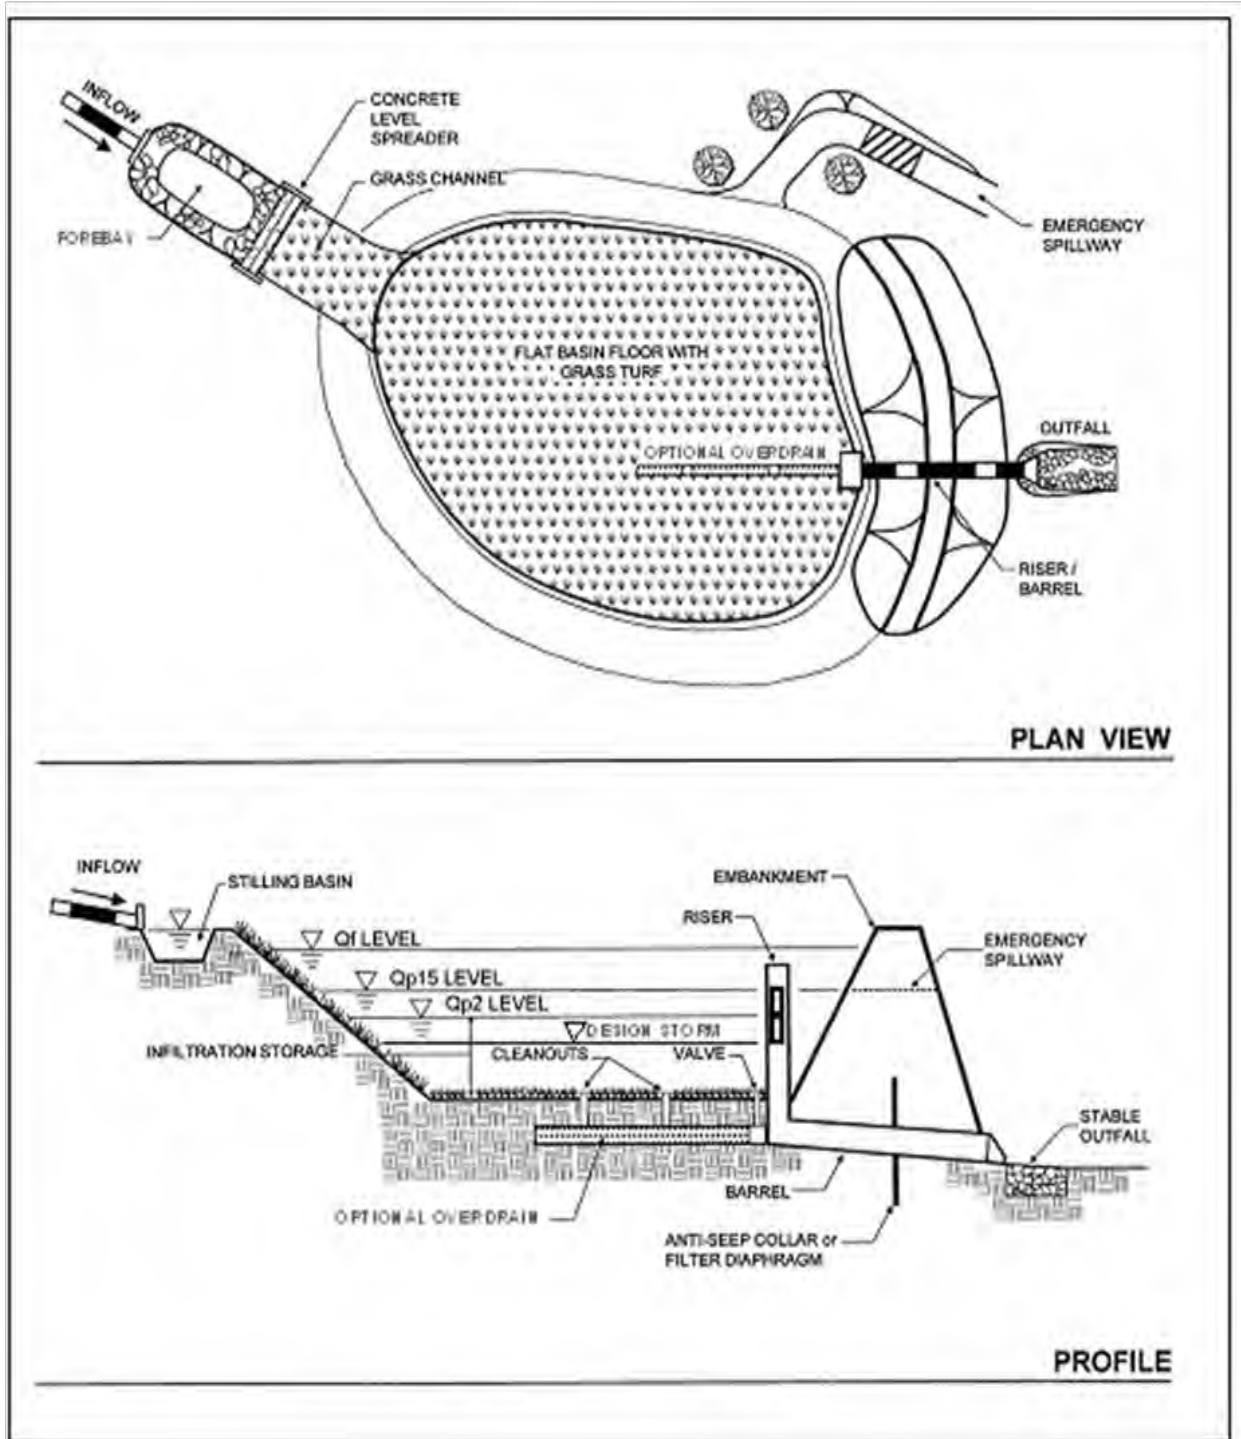 INFLOW
CONCRETE
LEVEL
SPREADER
GRASS CHANNEL
FOREBAY
EMERGENCY
SPILLWAY
FLAT BASIN FLOOR WITH
GRASS TURF
OPTIONAL OVERDRAIN
OUTFALL
RISER /
BARREL
PLAN VIEW
INFLOW
STILLING BASIN
EMBANKMENT
RISER
Qf LEVEL
EMERGENCY
SPILLWAY
Qp15 LEVEL
Qp2 LEVEL
DESIGN STORM
INFILTRATION STORAGE
CLEANOUTS
VALVE
STABLE
OUTFALL
BARREL
OPTIONAL OVERDRAIN
ANTI-SEEP COLLAR or
FILTER DIAPHRAGM
PROFILE